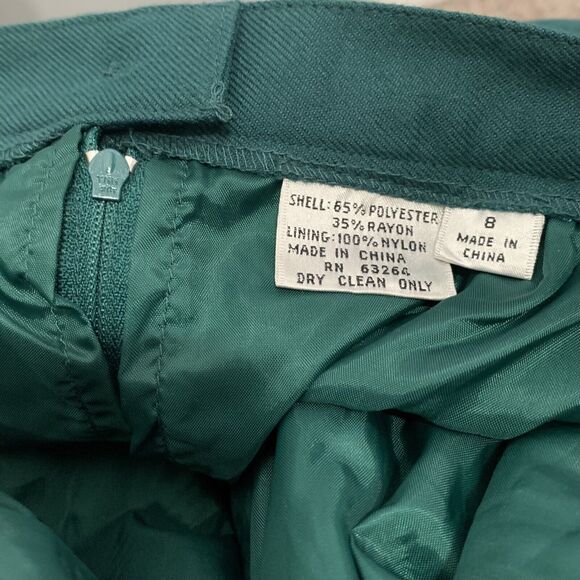 SHELL: 65% POLYESTER
35% RAYON
LINING: 100% NYLON
MADE IN CHINA
RN 63264
DRY CLEAN ONLY
8
MADE IN
CHINA